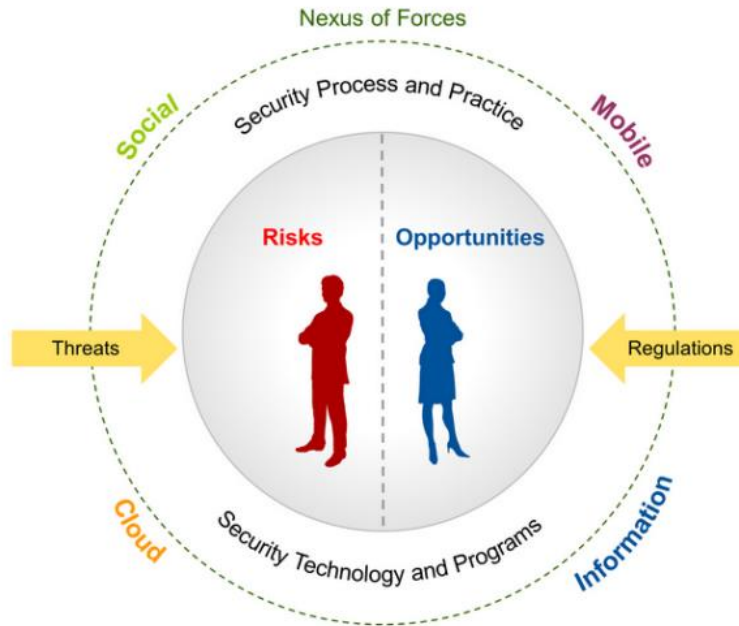 Nexus of Forces
Security Process and Practice
Social
Mobile
Risks
Opportunities
Threats
Regulations
Cloud
Information
Security Technology and Programs